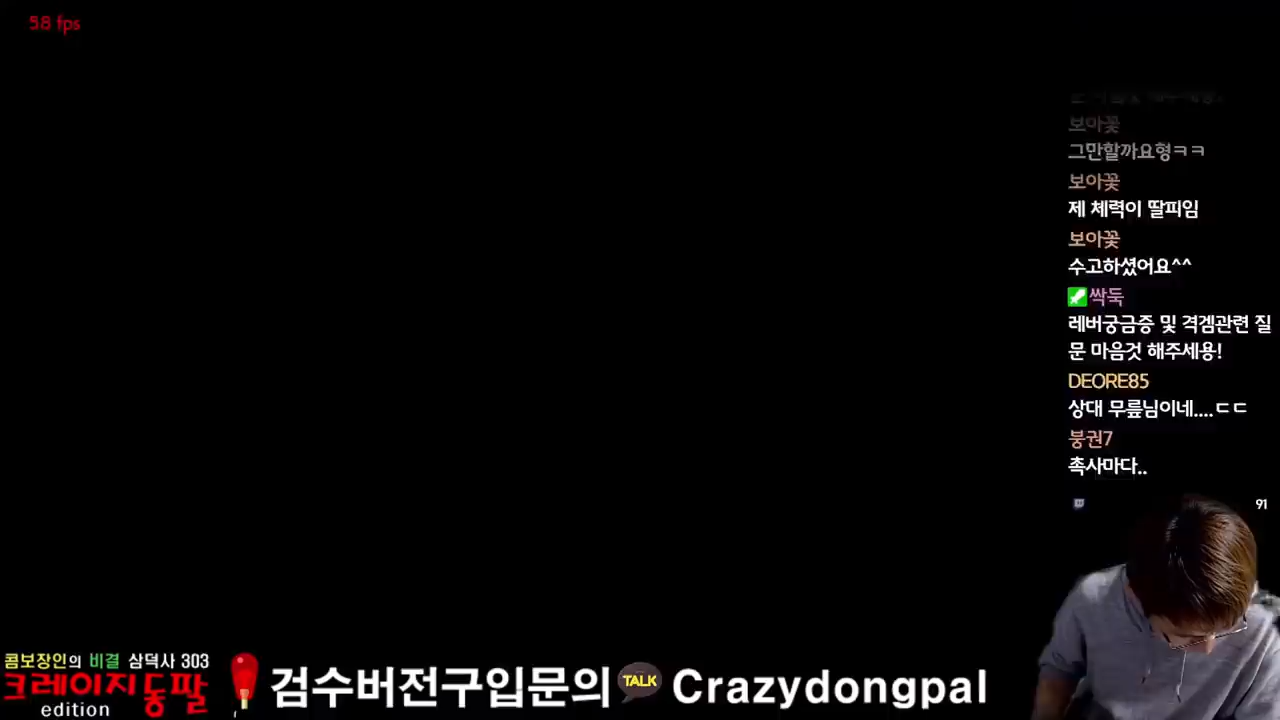 58 fps
보아꽃
그만할까요형ㅋㅋ
보아꽃
제 체력이 딸피임
보아꽃
수고하셨어요^^
싹둑
레버궁금증 및 격겜관련 질
문 마음것 해주세용!
DEORE85
상대 무릎님이네....ㄷㄷ
붕권7
촉사마다..
91
콤보장인의 비결 삼덕사 303
크레이지동팔
edition
검수버전구입문의 TALK Crazydongpal